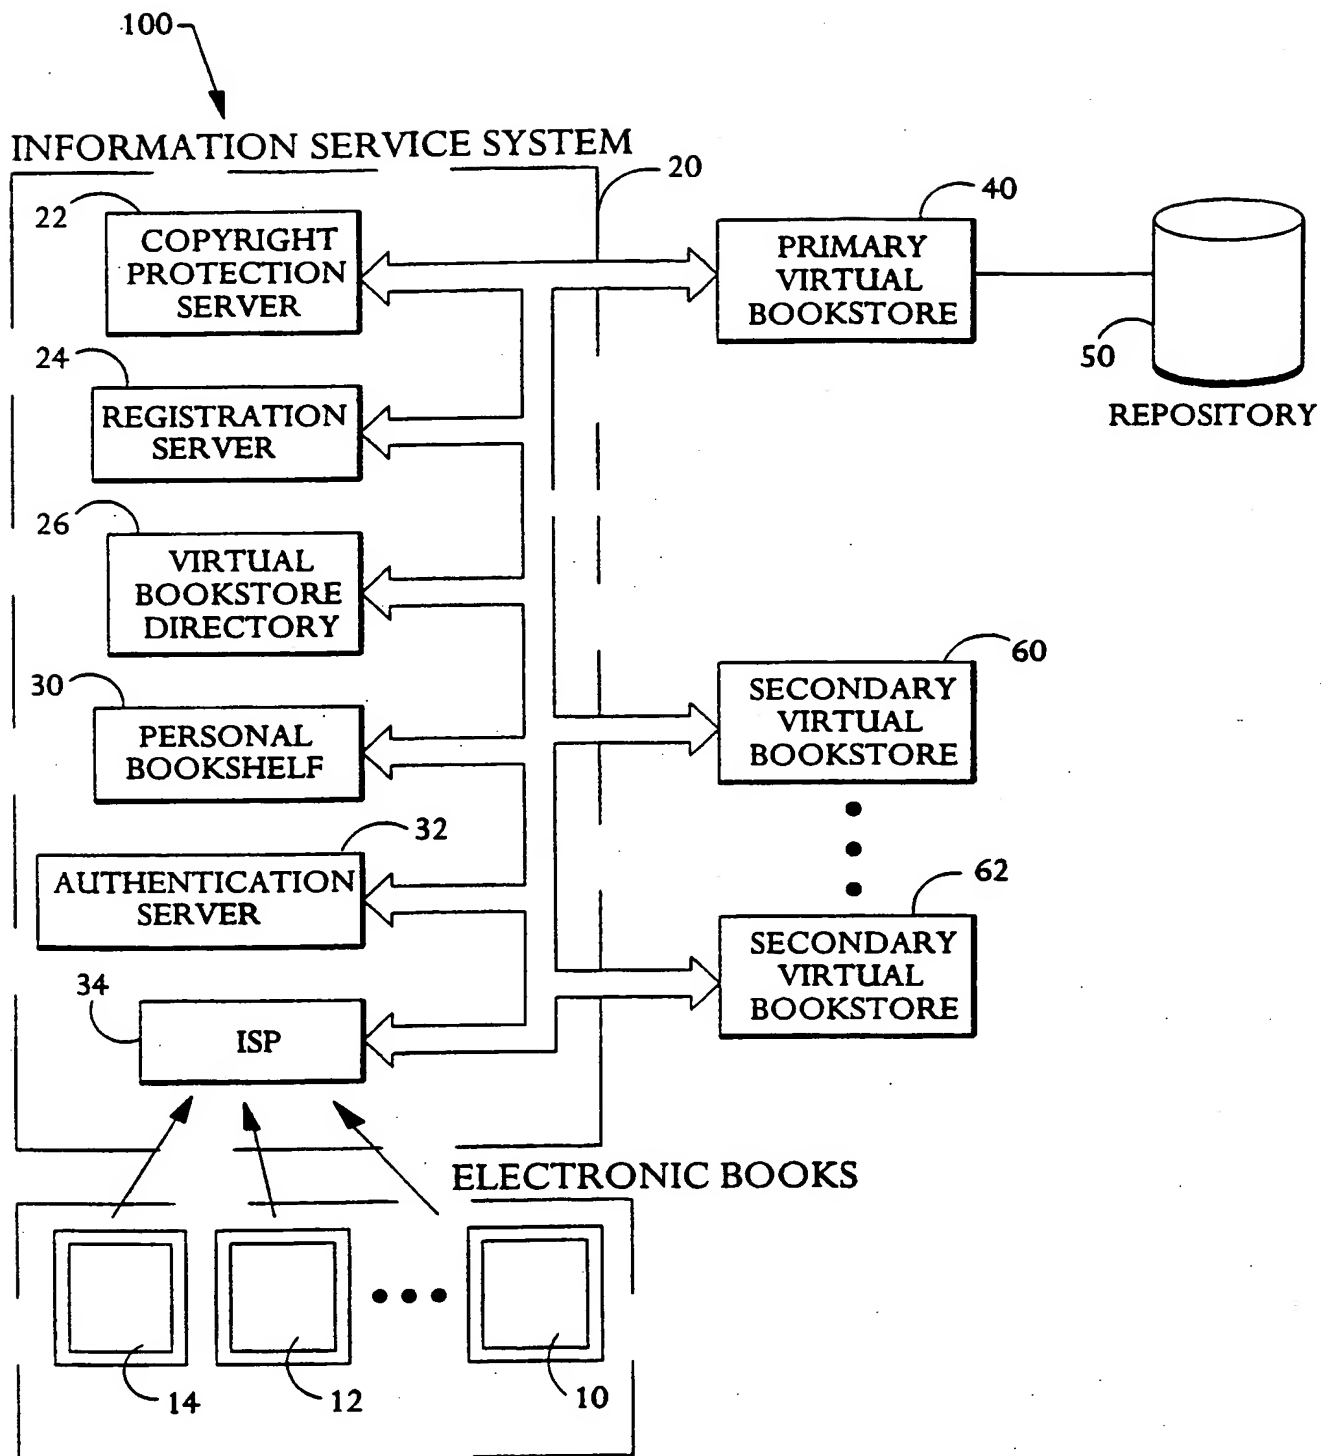 100
INFORMATION SERVICE SYSTEM
20
22
COPYRIGHT
PROTECTION
SERVER
40
PRIMARY
VIRTUAL
BOOKSTORE
50
REPOSITORY
24
REGISTRATION
SERVER
26
VIRTUAL
BOOKSTORE
DIRECTORY
30
PERSONAL
BOOKSHELF
60
SECONDARY
VIRTUAL
BOOKSTORE
32
AUTHENTICATION
SERVER
62
SECONDARY
VIRTUAL
BOOKSTORE
34
ISP
ELECTRONIC BOOKS
14
12
10